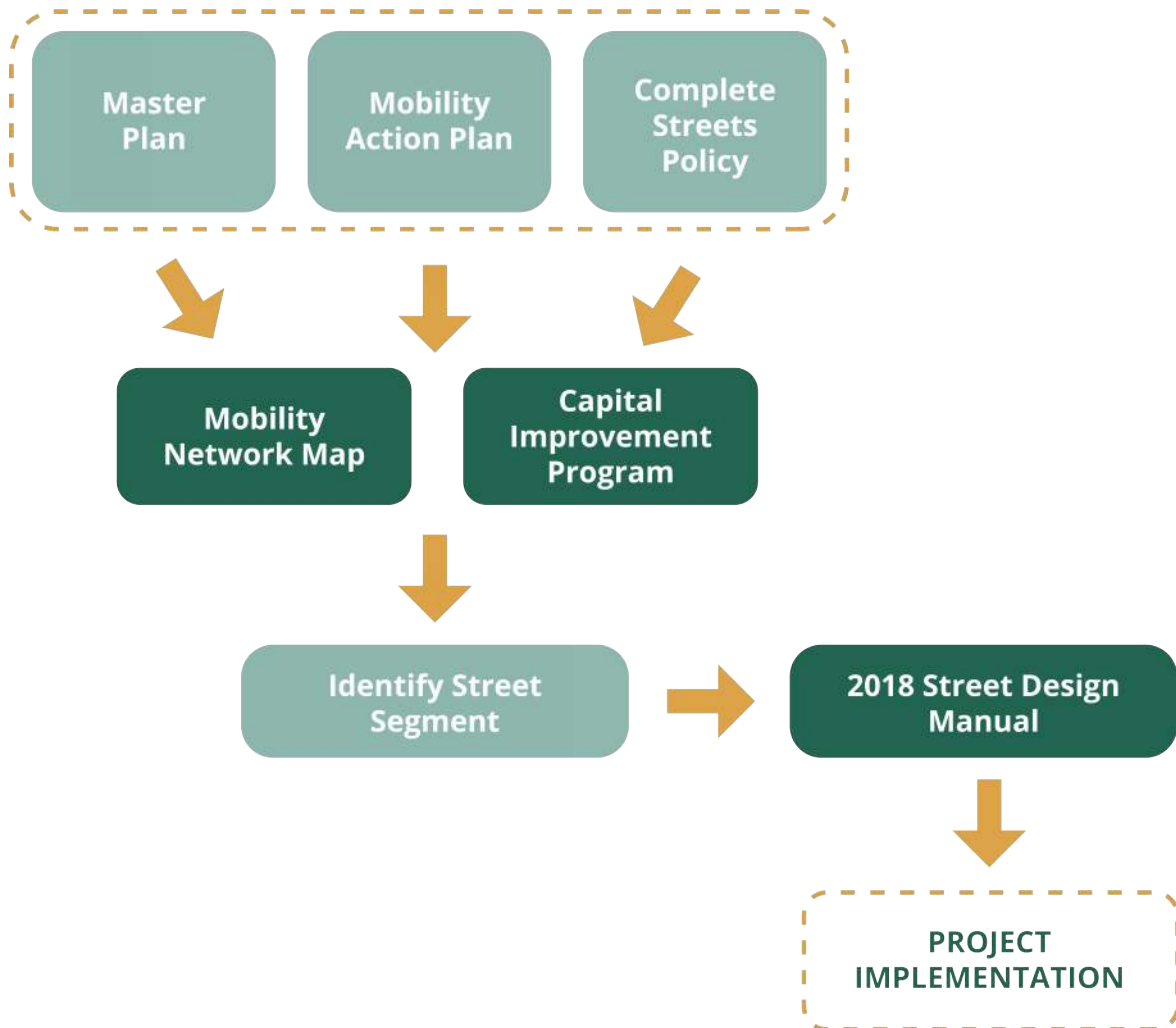 Master
Plan
Mobility
Action Plan
Complete
Streets
Policy
Mobility
Network Map
Capital
Improvement
Program
Identify Street
Segment
2018 Street Design
Manual
PROJECT
IMPLEMENTATION